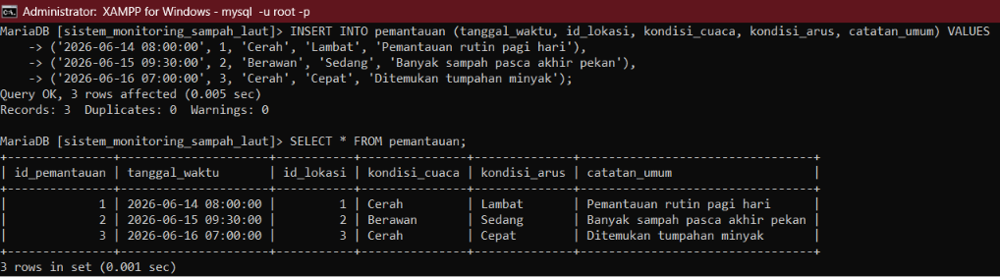 Administrator: XAMPP for Windows - mysql -u root -p
MariaDB [sistem_monitoring_sampah_laut]> INSERT INTO pemantauan (tanggal_waktu, id_lokasi, kondisi_cuaca, kondisi_arus, catatan_umum) VALUES
    -> ('2026-06-14 08:00:00', 1, 'Cerah', 'Lambat', 'Pemantauan rutin pagi hari'),
    -> ('2026-06-15 09:30:00', 2, 'Berawan', 'Sedang', 'Banyak sampah pasca akhir pekan'),
    -> ('2026-06-16 07:00:00', 3, 'Cerah', 'Cepat', 'Ditemukan tumpahan minyak');
Query OK, 3 rows affected (0.005 sec)
Records: 3  Duplicates: 0  Warnings: 0

MariaDB [sistem_monitoring_sampah_laut]> SELECT * FROM pemantauan;
+---------------+---------------------+-----------+---------------+--------------+---------------------------------+
| id_pemantauan | tanggal_waktu       | id_lokasi | kondisi_cuaca | kondisi_arus | catatan_umum                    |
+---------------+---------------------+-----------+---------------+--------------+---------------------------------+
|             1 | 2026-06-14 08:00:00 |         1 | Cerah         | Lambat       | Pemantauan rutin pagi hari      |
|             2 | 2026-06-15 09:30:00 |         2 | Berawan       | Sedang       | Banyak sampah pasca akhir pekan |
|             3 | 2026-06-16 07:00:00 |         3 | Cerah         | Cepat        | Ditemukan tumpahan minyak       |
+---------------+---------------------+-----------+---------------+--------------+---------------------------------+
3 rows in set (0.001 sec)